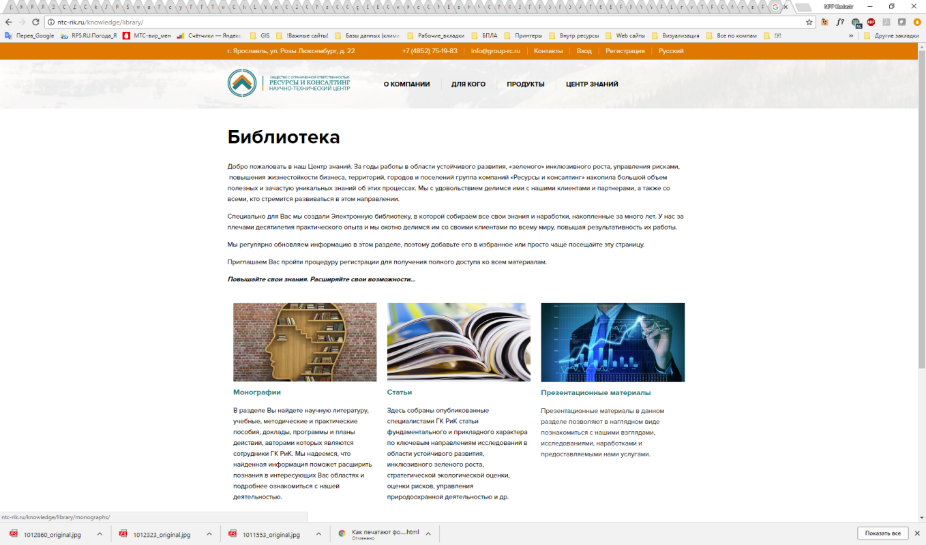 ntc-rik.ru/knowledge/library/
Перев_Google
RPS.RU:Погода_Я
МТС-вир_мен
Счётчики — Яндекс
GIS
!Важные сайты!
Базы данных (клим
Рабочие_вкладки
БПЛА
Принтеры
Внутр ресурсы
Web сайты
Визуализация
Все по компам
Другие закладки
г. Ярославль, ул. Розы Люксембург, д. 22
+7 (4852) 75-19-83
info@group-rc.ru
Контакты
Вход
Регистрация
Русский
РЕСУРСЫ И КОНСАЛТИНГ
НАУЧНО-ТЕХНИЧЕСКИЙ ЦЕНТР
О КОМПАНИИ
ДЛЯ КОГО
ПРОДУКТЫ
ЦЕНТР ЗНАНИЙ
Библиотека
Добро пожаловать в наш Центр знаний. За годы работы в области устойчивого развития, «зеленого» инклюзивного роста, управления рисками,
повышения жизнестойкости бизнеса, территорий, городов и поселений группа компаний «Ресурсы и консалтинг» накопила большой объем
полезных и зачастую уникальных знаний об этих процессах. Мы с удовольствием делимся ими с нашими клиентами и партнерами, а также со
всеми, кто стремится развиваться в этом направлении.
Специально для Вас мы создали Электронную библиотеку, в которой собираем все свои знания и наработки, накопленные за много лет. У нас за
плечами десятилетия практического опыта и мы охотно делимся им со своими клиентами по всему миру, повышая результативность их работы.
Мы регулярно обновляем информацию в этом разделе, поэтому добавьте его в избранное или просто чаще посещайте эту страницу.
Приглашаем Вас пройти процедуру регистрации для получения полного доступа ко всем материалам.
Повышайте свои знания. Расширяйте свои возможности...
Монографии
В разделе Вы найдете научную литературу,
учебные, методические и практические
пособия, доклады, программы и планы
действий, авторами которых являются
сотрудники ГК РиК. Мы надеемся, что
найденная информация поможет расширить
познания в интересующих Вас областях и
подробнее ознакомиться с нашей
деятельностью.
Статьи
Здесь собраны опубликованные
специалистами ГК РиК статьи
фундаментального и прикладного характера
по ключевым направлениям исследований в
области устойчивого развития,
инклюзивного зеленого роста,
стратегической экологической оценки,
оценки рисков, управления
природоохранной деятельностью и др.
Презентационные материалы
Презентационные материалы в данном
разделе позволяют в наглядном виде
познакомиться с нашими взглядами,
исследованиями, наработками и
предоставляемыми нами услугами.
ntc-rik.ru/knowledge/library/monographs/
1012860_original.jpg
1012323_original.jpg
1011553_original.jpg
Как печатают фо....html
Отменено
Показать все